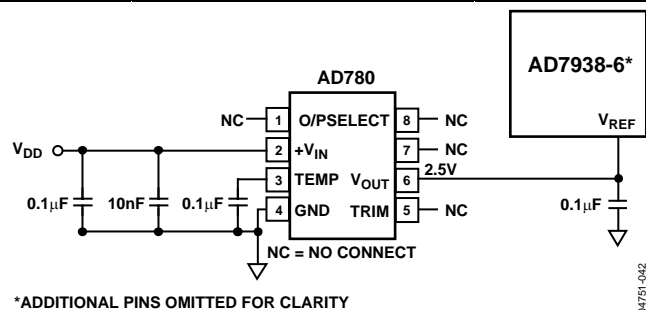 AD7938-6*
AD780
NC 1 O/PSELECT 8 NC
VREF
VDD 2 +VIN 7 NC
3 TEMP VOUT 6 2.5V
0.1μF 10nF 0.1μF 4 GND TRIM 5 NC 0.1μF
NC = NO CONNECT
*ADDITIONAL PINS OMITTED FOR CLARITY
04751-042